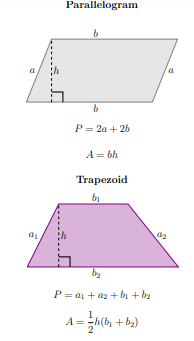 Parallelogram
b
a h a
b
P = 2a + 2b
A = bh
Trapezoid
b₁
a₁ h a₂
b₂
P = a₁ + a₂ + b₁ + b₂
A = 1/2 h(b₁ + b₂)